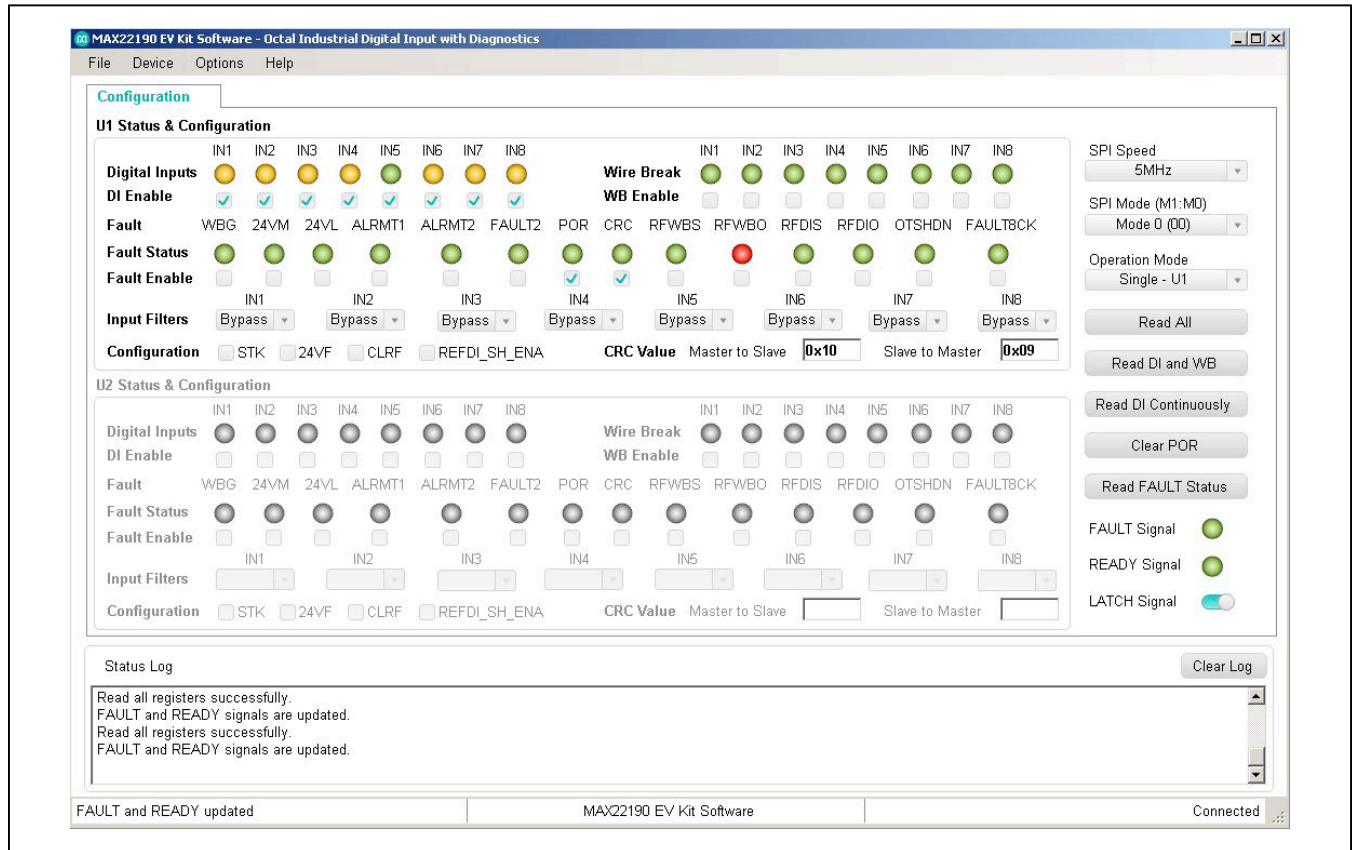 MAX22190 EV Kit Software - Octal Industrial Digital Input with Diagnostics
File Device Options Help
Configuration
U1 Status & Configuration
IN1 IN2 IN3 IN4 IN5 IN6 IN7 IN8 IN1 IN2 IN3 IN4 IN5 IN6 IN7 IN8
Digital Inputs Wire Break
DI Enable WB Enable
Fault WBG 24VM 24VL ALRMT1 ALRMT2 FAULT2 POR CRC RFWBS RFWBO RFDIS RFDIO OTSHDN FAULT8CK
Fault Status
Fault Enable
IN1 IN2 IN3 IN4 IN5 IN6 IN7 IN8
Input Filters Bypass Bypass Bypass Bypass Bypass Bypass Bypass Bypass
Configuration STK 24VF CLRF REFDI_SH_ENA CRC Value Master to Slave 0x10 Slave to Master 0x09
U2 Status & Configuration
IN1 IN2 IN3 IN4 IN5 IN6 IN7 IN8 IN1 IN2 IN3 IN4 IN5 IN6 IN7 IN8
Digital Inputs Wire Break
DI Enable WB Enable
Fault WBG 24VM 24VL ALRMT1 ALRMT2 FAULT2 POR CRC RFWBS RFWBO RFDIS RFDIO OTSHDN FAULT8CK
Fault Status
Fault Enable
IN1 IN2 IN3 IN4 IN5 IN6 IN7 IN8
Input Filters
Configuration STK 24VF CLRF REFDI_SH_ENA CRC Value Master to Slave Slave to Master
SPI Speed
5MHz
SPI Mode (M1:M0)
Mode 0 (00)
Operation Mode
Single - U1
Read All
Read DI and WB
Read DI Continuously
Clear POR
Read FAULT Status
FAULT Signal
READY Signal
LATCH Signal
Status Log
Clear Log
Read all registers successfully.
FAULT and READY signals are updated.
Read all registers successfully.
FAULT and READY signals are updated.
FAULT and READY updated MAX22190 EV Kit Software Connected